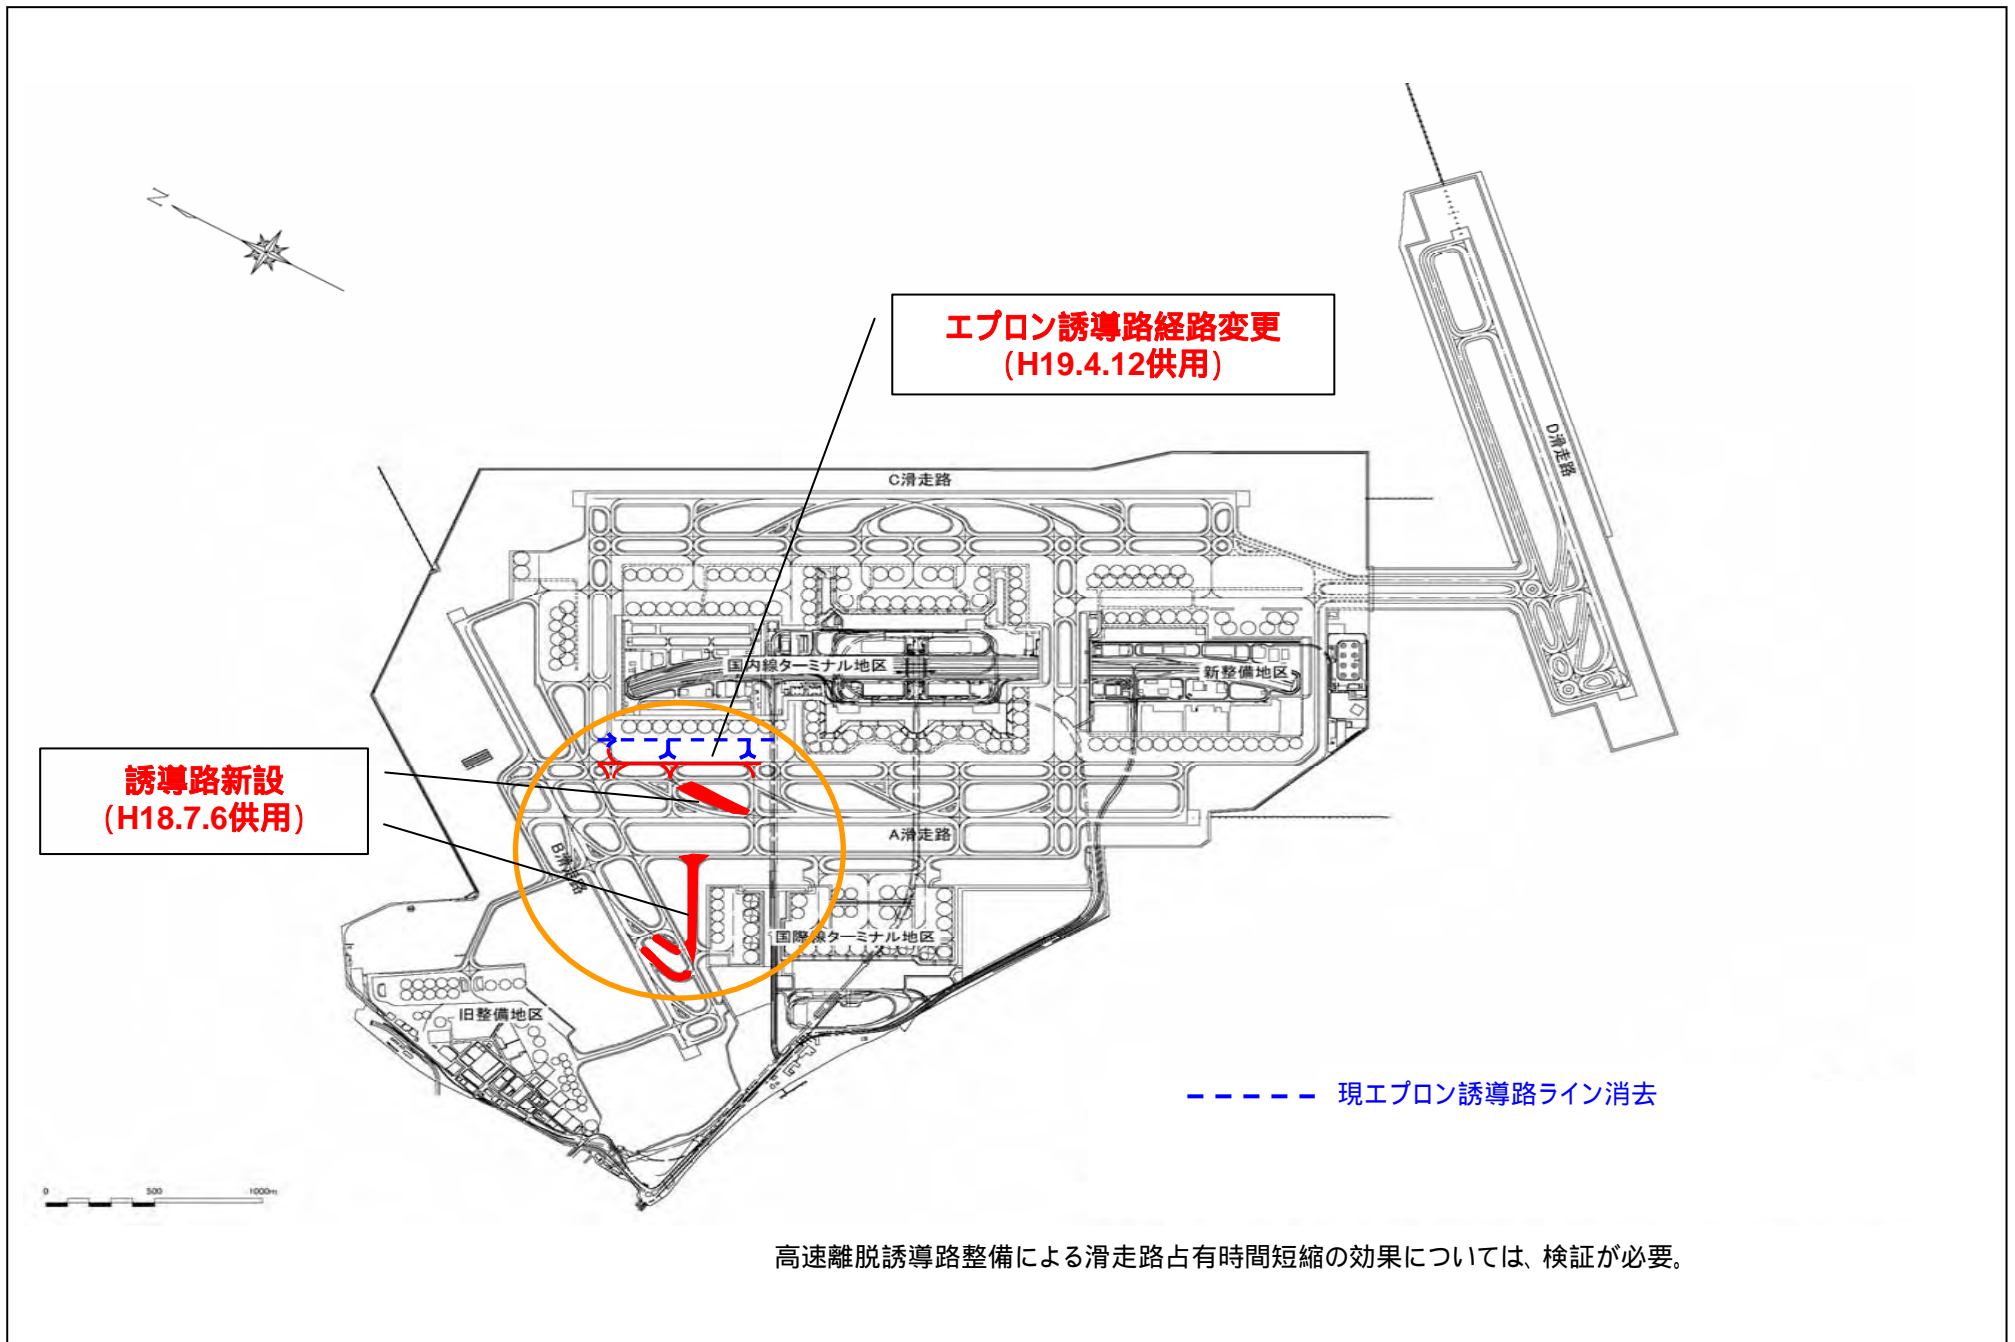 N
エプロン誘導路経路変更
(H19.4.12供用)
D滑走路
C滑走路
国内線ターミナル地区
新整備地区
誘導路新設
(H18.7.6供用)
A滑走路
B滑走路
国際線ターミナル地区
旧整備地区
現エプロン誘導路ライン消去
0 500 1000m
高速離脱誘導路整備による滑走路占有時間短縮の効果については、検証が必要。